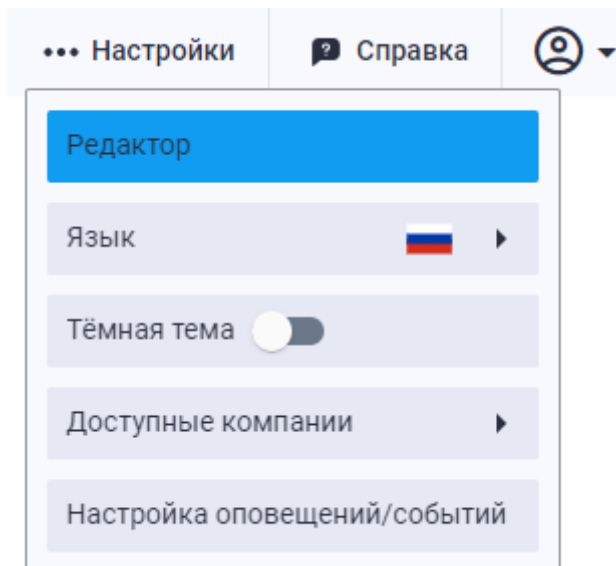 ••• Настройки
Справка
Редактор
Язык
Тёмная тема
Доступные компании
Настройка оповещений/событий